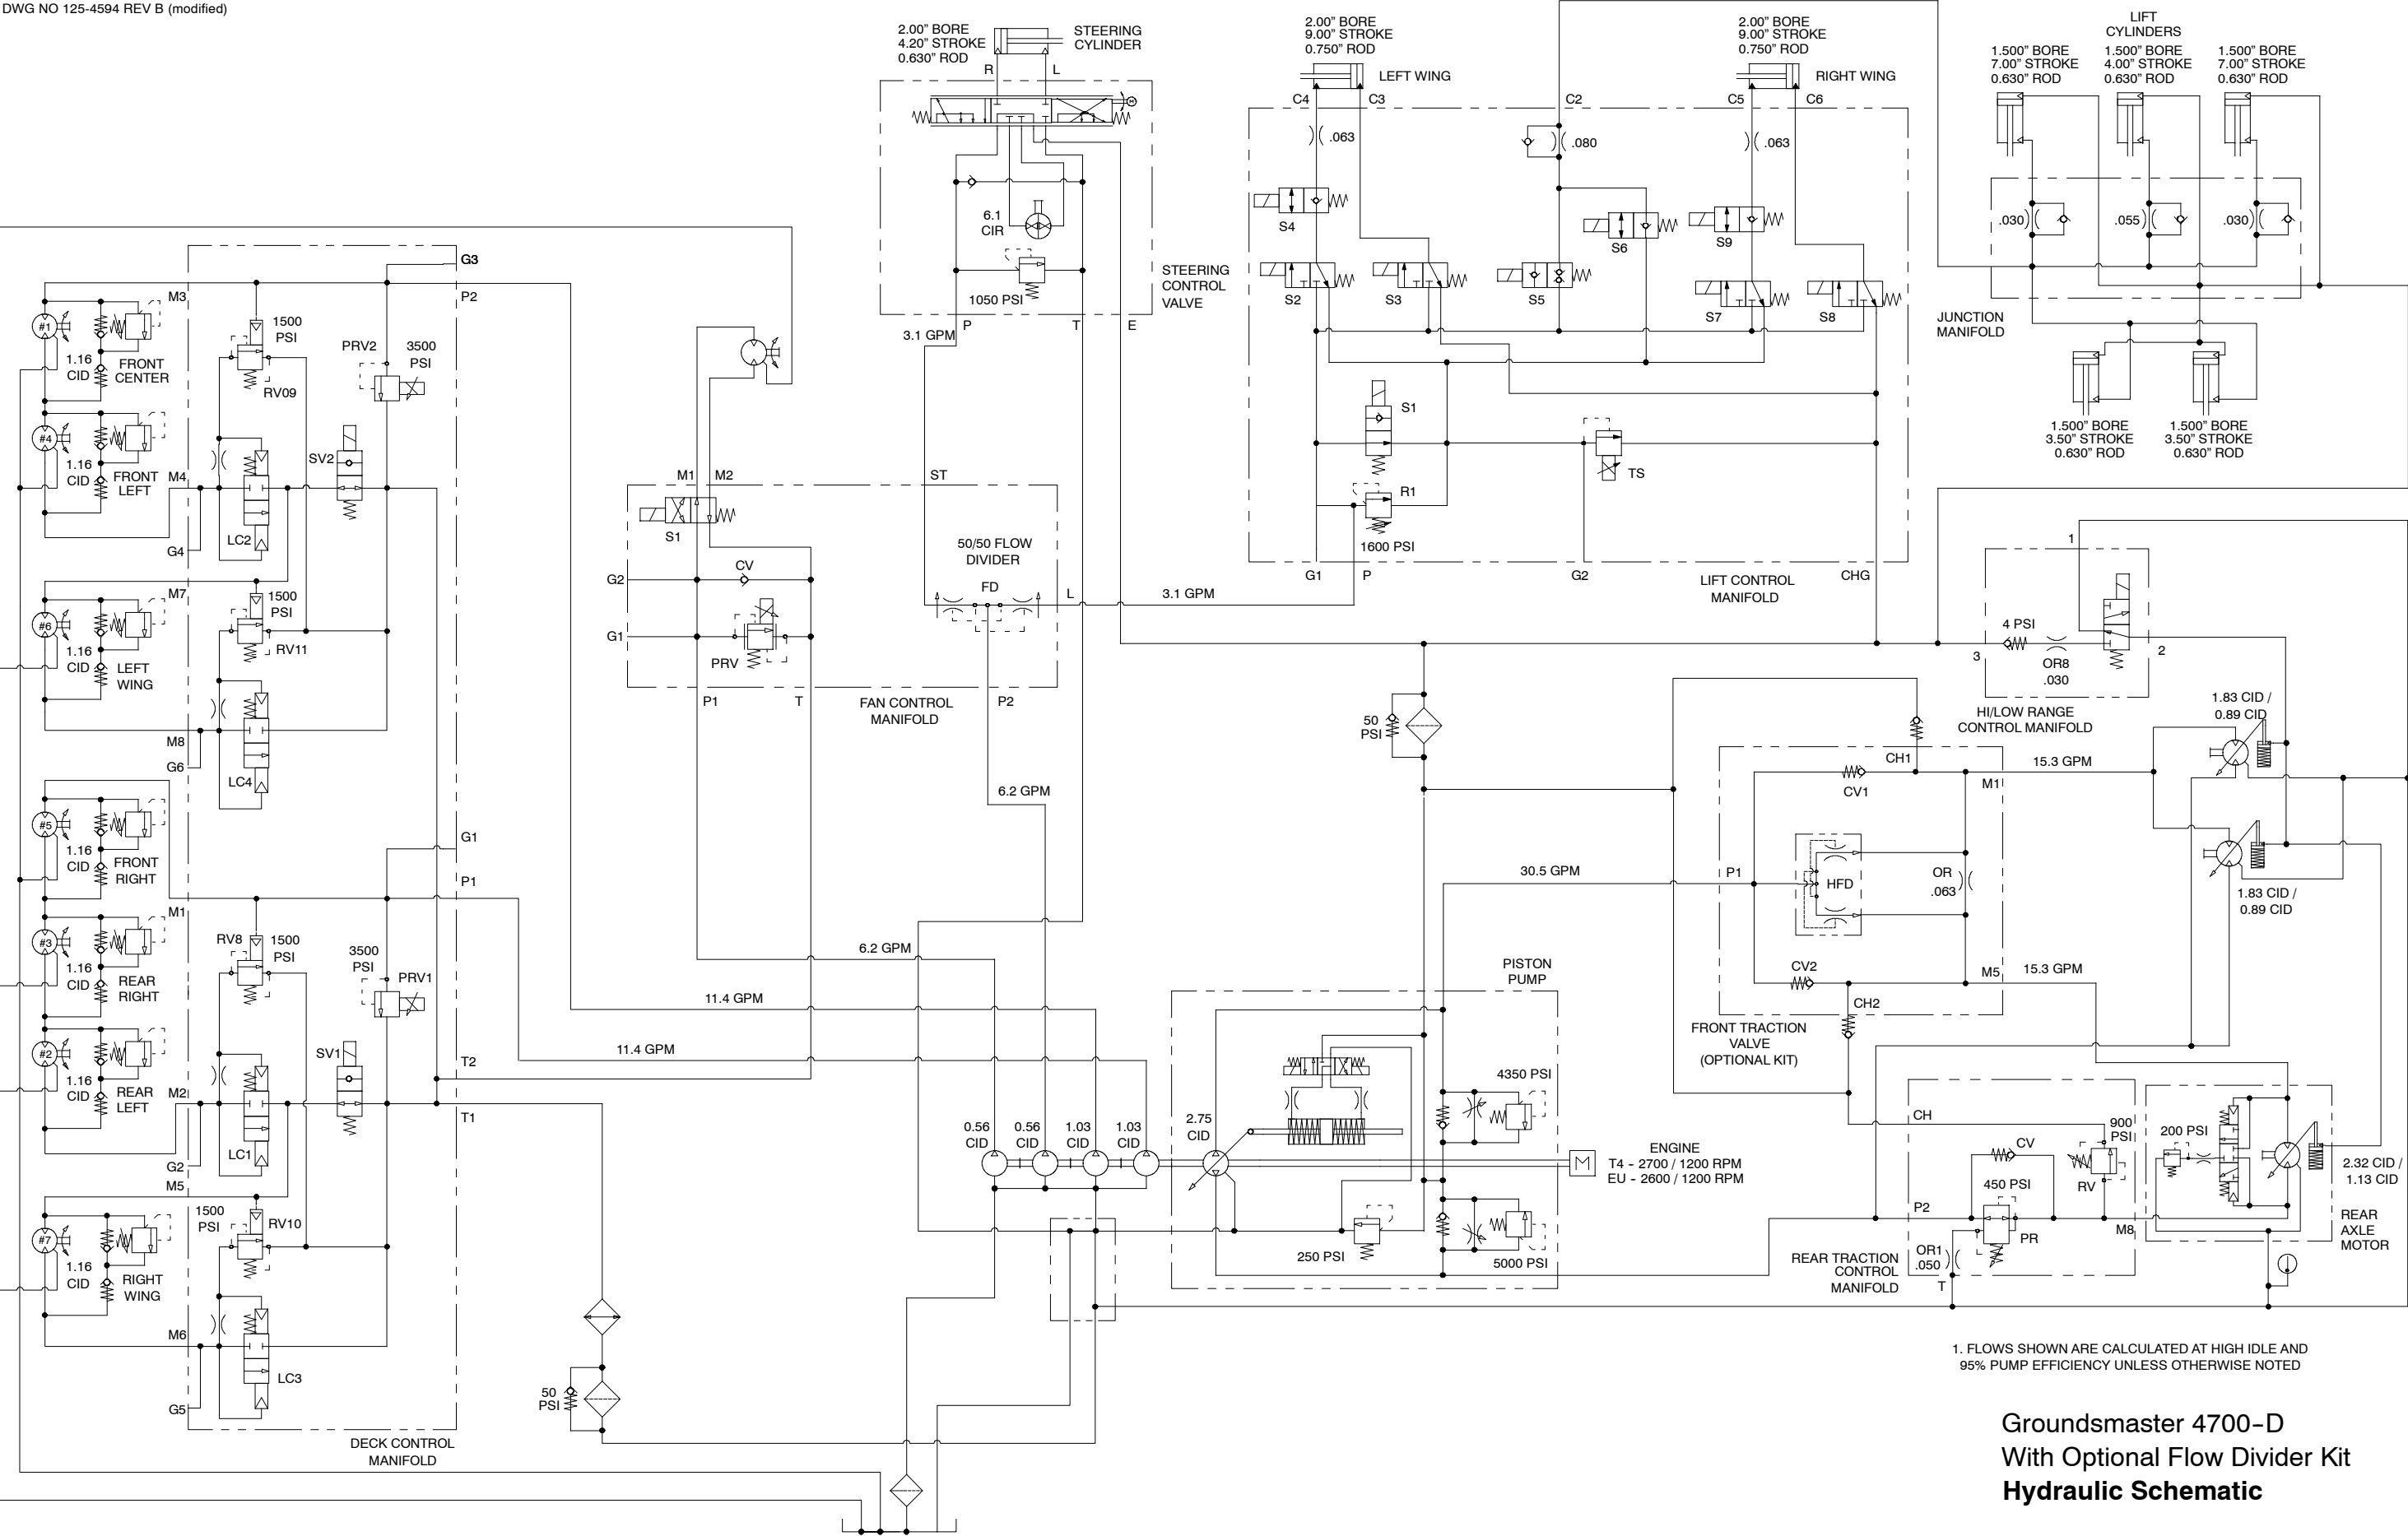 DWG NO 125-4594 REV B (modified)
2.00” BORE
4.20” STROKE
0.630” ROD
STEERING
CYLINDER
R
L
6.1
CIR
1050 PSI
STEERING
CONTROL
VALVE
P
T
E
3.1 GPM
2.00” BORE
9.00” STROKE
0.750” ROD
LEFT WING
2.00” BORE
9.00” STROKE
0.750” ROD
RIGHT WING
C4
C3
C2
C5
C6
.063
.080
.063
S4
S6
S9
S2
S3
S5
S7
S8
S1
TS
R1
1600 PSI
G1
P
G2
CHG
LIFT CONTROL
MANIFOLD
LIFT
CYLINDERS
1.500” BORE
7.00” STROKE
0.630” ROD
1.500” BORE
4.00” STROKE
0.630” ROD
1.500” BORE
7.00” STROKE
0.630” ROD
.030
.055
.030
JUNCTION
MANIFOLD
1.500” BORE
3.50” STROKE
0.630” ROD
1.500” BORE
3.50” STROKE
0.630” ROD
G3
M3
P2
#1
1.16
CID
FRONT
CENTER
1500
PSI
RV09
PRV2
3500
PSI
#4
1.16
CID
FRONT
LEFT
M4
SV2
LC2
G4
M7
1500
PSI
#6
1.16
CID
LEFT
WING
RV11
M8
G6
LC4
#5
1.16
CID
FRONT
RIGHT
G1
P1
M1
#3
1.16
CID
REAR
RIGHT
RV8
1500
PSI
3500
PSI
PRV1
#2
1.16
CID
REAR
LEFT
SV1
T2
M2
T1
LC1
G2
M5
1500
PSI
RV10
#7
1.16
CID
RIGHT
WING
M6
LC3
G5
DECK CONTROL
MANIFOLD
M1
M2
ST
S1
50/50 FLOW
DIVIDER
CV
G2
FD
L
3.1 GPM
G1
PRV
P1
T
P2
FAN CONTROL
MANIFOLD
6.2 GPM
6.2 GPM
11.4 GPM
11.4 GPM
50
PSI
50
PSI
1
4 PSI
3
OR8
.030
2
HI/LOW RANGE
CONTROL MANIFOLD
1.83 CID /
0.89 CID
1.83 CID /
0.89 CID
CH1
CV1
M1
15.3 GPM
30.5 GPM
P1
HFD
OR
.063
CV2
M5
15.3 GPM
CH2
FRONT TRACTION
VALVE
(OPTIONAL KIT)
PISTON
PUMP
4350 PSI
0.56
CID
0.56
CID
1.03
CID
1.03
CID
2.75
CID
M
ENGINE
T4 - 2700 / 1200 RPM
EU - 2600 / 1200 RPM
250 PSI
5000 PSI
CH
CV
900
PSI
RV
450 PSI
P2
PR
M8
OR1
.050
T
REAR TRACTION
CONTROL
MANIFOLD
200 PSI
2.32 CID /
1.13 CID
REAR
AXLE
MOTOR
1. FLOWS SHOWN ARE CALCULATED AT HIGH IDLE AND
95% PUMP EFFICIENCY UNLESS OTHERWISE NOTED
Groundsmaster 4700-D
With Optional Flow Divider Kit
Hydraulic Schematic